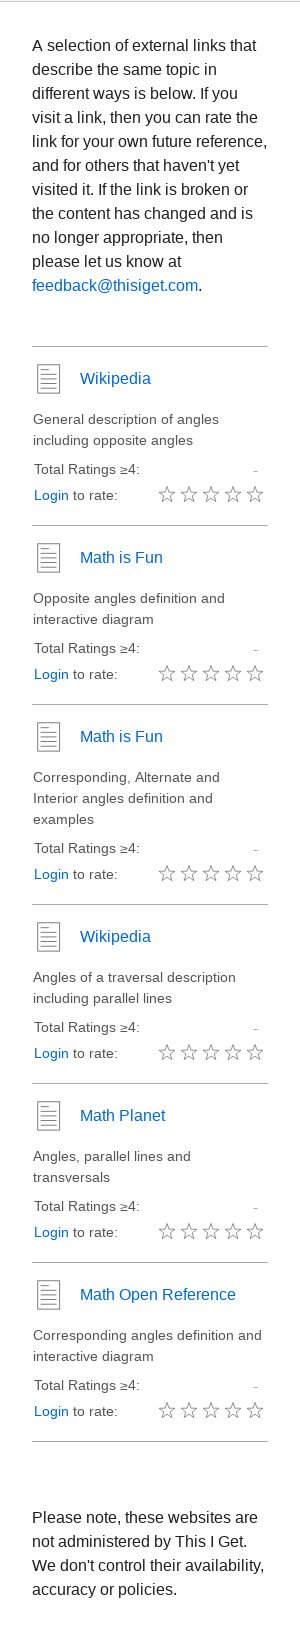 A selection of external links that
describe the same topic in
different ways is below. If you
visit a link, then you can rate the
link for your own future reference,
and for others that haven't yet
visited it. If the link is broken or
the content has changed and is
no longer appropriate, then
please let us know at
feedback@thisiget.com.
Wikipedia
General description of angles
including opposite angles
Total Ratings ≥4: -
Login to rate:
Math is Fun
Opposite angles definition and
interactive diagram
Total Ratings ≥4: -
Login to rate:
Math is Fun
Corresponding, Alternate and
Interior angles definition and
examples
Total Ratings ≥4: -
Login to rate:
Wikipedia
Angles of a traversal description
including parallel lines
Total Ratings ≥4: -
Login to rate:
Math Planet
Angles, parallel lines and
transversals
Total Ratings ≥4: -
Login to rate:
Math Open Reference
Corresponding angles definition and
interactive diagram
Total Ratings ≥4: -
Login to rate:
Please note, these websites are
not administered by This I Get.
We don't control their availability,
accuracy or policies.